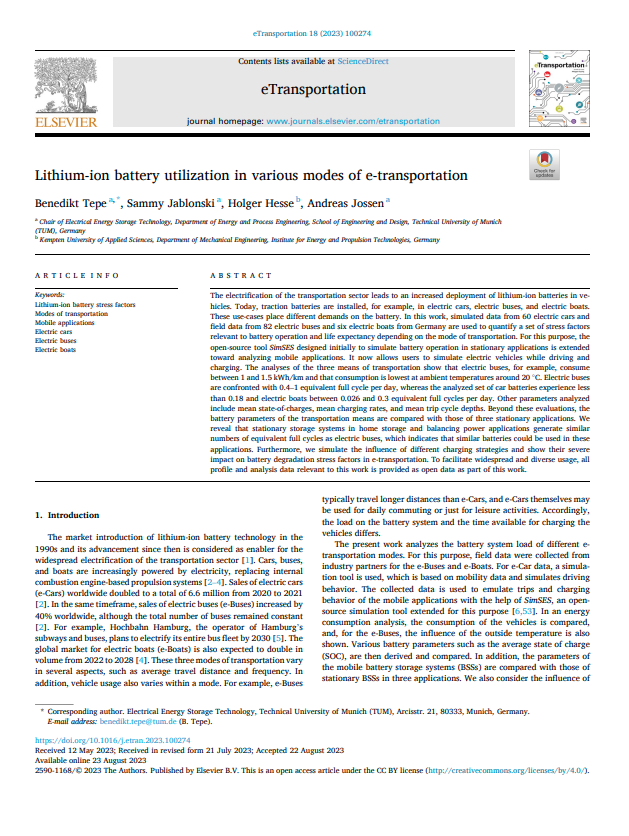 eTransportation 18 (2023) 100274
Contents lists available at ScienceDirect
eTransportation
journal homepage: www.journals.elsevier.com/etransportation
ELSEVIER
eTransportation
Check for
updates
Lithium-ion battery utilization in various modes of e-transportation
Benedikt Tepe a,*, Sammy Jablonski a, Holger Hesse b, Andreas Jossen a
a Chair of Electrical Energy Storage Technology, Department of Energy and Process Engineering, School of Engineering and Design, Technical University of Munich
(TUM), Germany
b Kempten University of Applied Sciences, Department of Mechanical Engineering, Institute for Energy and Propulsion Technologies, Germany
ARTICLE INFO
Keywords:
Lithium-ion battery stress factors
Modes of transportation
Mobile applications
Electric cars
Electric buses
Electric boats
ABSTRACT
The electrification of the transportation sector leads to an increased deployment of lithium-ion batteries in ve-
hicles. Today, traction batteries are installed, for example, in electric cars, electric buses, and electric boats.
These use-cases place different demands on the battery. In this work, simulated data from 60 electric cars and
field data from 82 electric buses and six electric boats from Germany are used to quantify a set of stress factors
relevant to battery operation and life expectancy depending on the mode of transportation. For this purpose, the
open-source tool SimSES designed initially to simulate battery operation in stationary applications is extended
toward analyzing mobile applications. It now allows users to simulate electric vehicles while driving and
charging. The analyses of the three means of transportation show that electric buses, for example, consume
between 1 and 1.5 kWh/km and that consumption is lowest at ambient temperatures around 20 °C. Electric buses
are confronted with 0.4–1 equivalent full cycle per day, whereas the analyzed set of car batteries experience less
than 0.18 and electric boats between 0.026 and 0.3 equivalent full cycles per day. Other parameters analyzed
include mean state-of-charges, mean charging rates, and mean trip cycle depths. Beyond these evaluations, the
battery parameters of the transportation means are compared with those of three stationary applications. We
reveal that stationary storage systems in home storage and balancing power applications generate similar
numbers of equivalent full cycles as electric buses, which indicates that similar batteries could be used in these
applications. Furthermore, we simulate the influence of different charging strategies and show their severe
impact on battery degradation stress factors in e-transportation. To facilitate widespread and diverse usage, all
profile and analysis data relevant to this work is provided as open data as part of this work.
1. Introduction
The market introduction of lithium-ion battery technology in the
1990s and its advancement since then is considered as enabler for the
widespread electrification of the transportation sector [1]. Cars, buses,
and boats are increasingly powered by electricity, replacing internal
combustion engine-based propulsion systems [2–4]. Sales of electric cars
(e-Cars) worldwide doubled to a total of 6.6 million from 2020 to 2021
[2]. In the same timeframe, sales of electric buses (e-Buses) increased by
40% worldwide, although the total number of buses remained constant
[2]. For example, Hochbahn Hamburg, the operator of Hamburg's
subways and buses, plans to electrify its entire bus fleet by 2030 [5]. The
global market for electric boats (e-Boats) is also expected to double in
volume from 2022 to 2028 [4]. These three modes of transportation vary
in several aspects, such as average travel distance and frequency. In
addition, vehicle usage also varies within a mode. For example, e-Buses
typically travel longer distances than e-Cars, and e-Cars themselves may
be used for daily commuting or just for leisure activities. Accordingly,
the load on the battery system and the time available for charging the
vehicles differs.
The present work analyzes the battery system load of different e-
transportation modes. For this purpose, field data were collected from
industry partners for the e-Buses and e-Boats. For e-Car data, a simula-
tion tool is used, which is based on mobility data and simulates driving
behavior. The collected data is used to emulate trips and charging
behavior of the mobile applications with the help of SimSES, an open-
source simulation tool extended for this purpose [6,53]. In an energy
consumption analysis, the consumption of the vehicles is compared,
and, for the e-Buses, the influence of the outside temperature is also
shown. Various battery parameters such as the average state of charge
(SOC), are then derived and compared. In addition, the parameters of
the mobile battery storage systems (BSSs) are compared with those of
stationary BSSs in three applications. We also consider the influence of
* Corresponding author. Electrical Energy Storage Technology, Technical University of Munich (TUM), Arcisstr. 21, 80333, Munich, Germany.
E-mail address: benedikt.tepe@tum.de (B. Tepe).
https://doi.org/10.1016/j.etran.2023.100274
Received 12 May 2023; Received in revised form 21 July 2023; Accepted 22 August 2023
Available online 23 August 2023
2590-1168/© 2023 The Authors. Published by Elsevier B.V. This is an open access article under the CC BY license (http://creativecommons.org/licenses/by/4.0/).